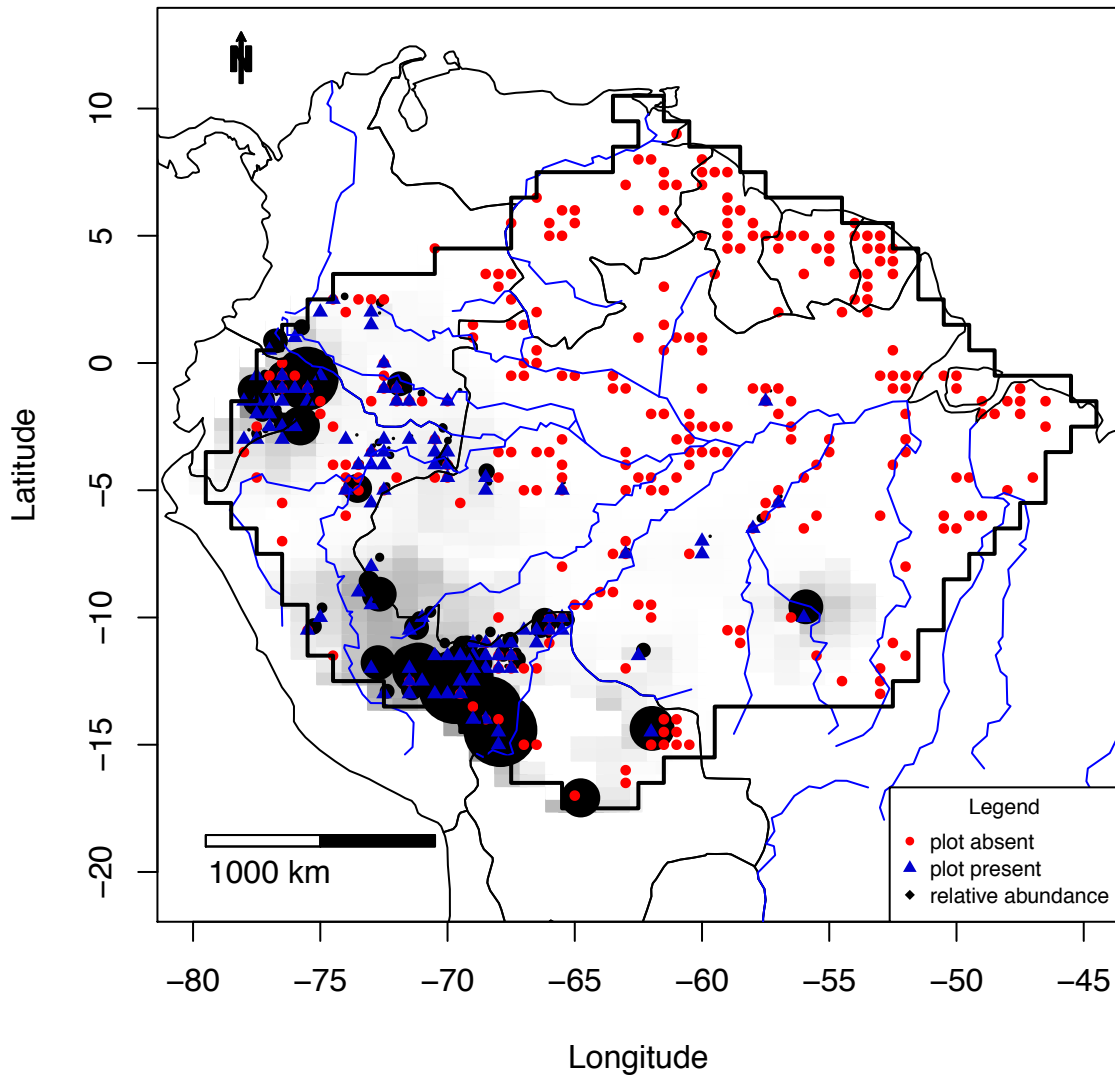 N
10
5
0
−5
−10
−15
−20
Latitude
1000 km
Legend
plot absent
plot present
relative abundance
−80
−75
−70
−65
−60
−55
−50
−45
Longitude